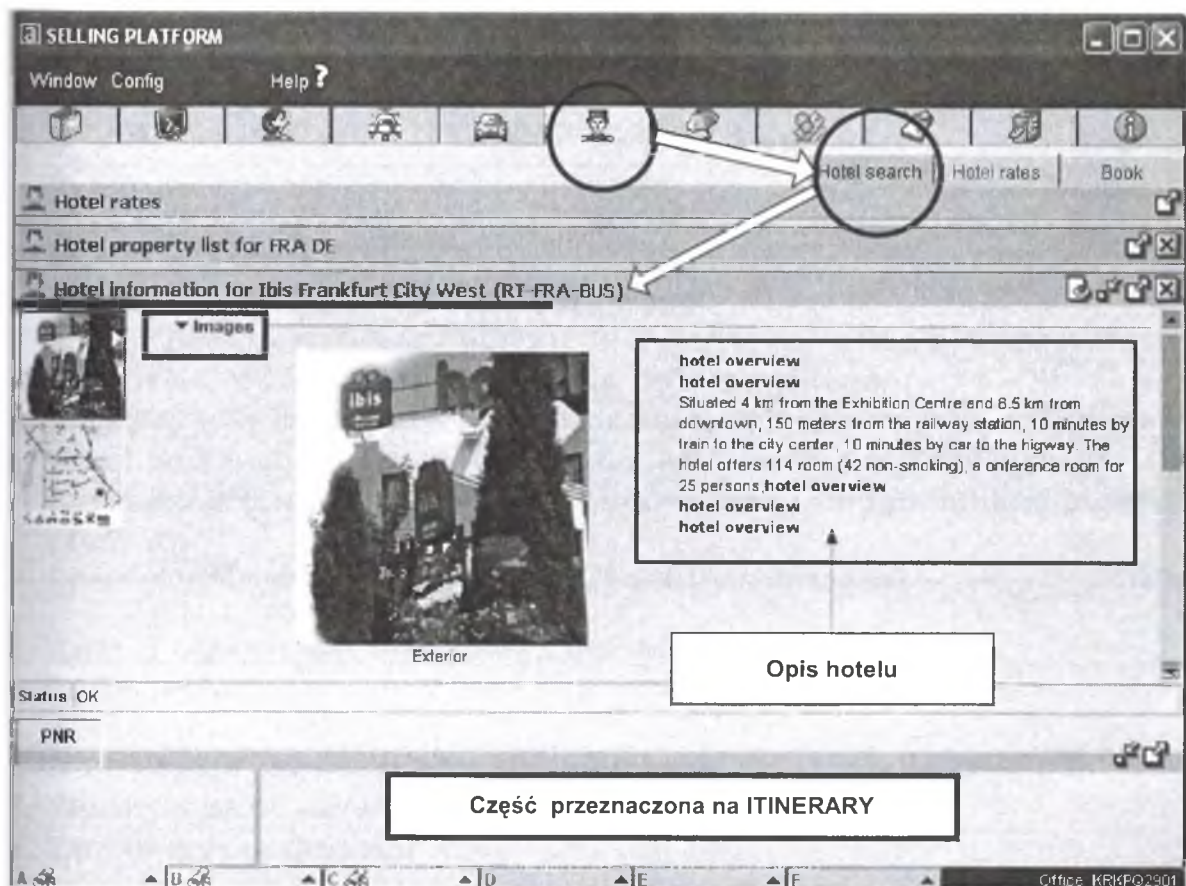 a SELLING PLATFORM
Window Config Help ?
Hotel search Hotel rates Book
Hotel rates
Hotel property list for FRA DE
Hotel information for Ibis Frankfurt City West (RT-FRA-BUS)
Images
ibis
hotel overview
hotel overview
Situated 4 km from the Exhibition Centre and 8.5 km from
downtown, 150 meters from the railway station, 10 minutes by
train to the city center, 10 minutes by car to the higway. The
hotel offers 114 room (42 non-smoking), a onference room for
25 persons hotel overview
hotel overview
hotel overview
Exterior
Opis hotelu
Status OK
PNR
Część przeznaczona na ITINERARY
A B C D E F Office KRKPQ2901